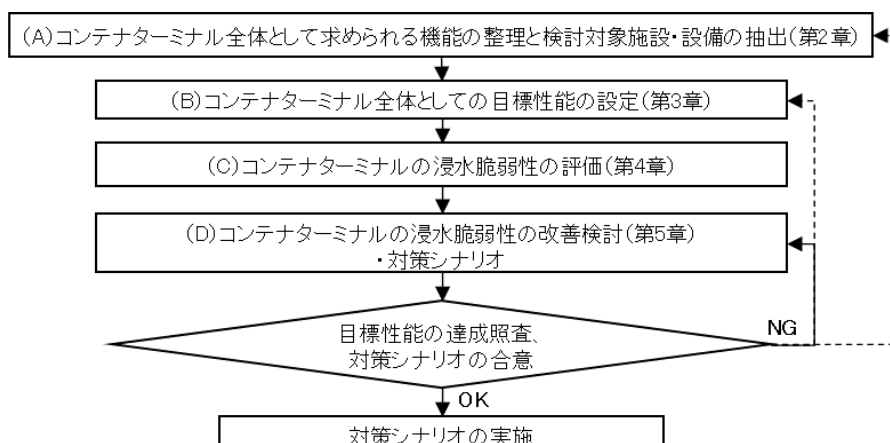 (A)コンテナターミナル全体として求められる機能の整理と検討対象施設・設備の抽出(第2章)
(B)コンテナターミナル全体としての目標性能の設定(第3章)
(C)コンテナターミナルの浸水脆弱性の評価(第4章)
(D)コンテナターミナルの浸水脆弱性の改善検討(第5章)
・対策シナリオ
目標性能の達成照査、
対策シナリオの合意
NG
OK
対策シナリオの実施